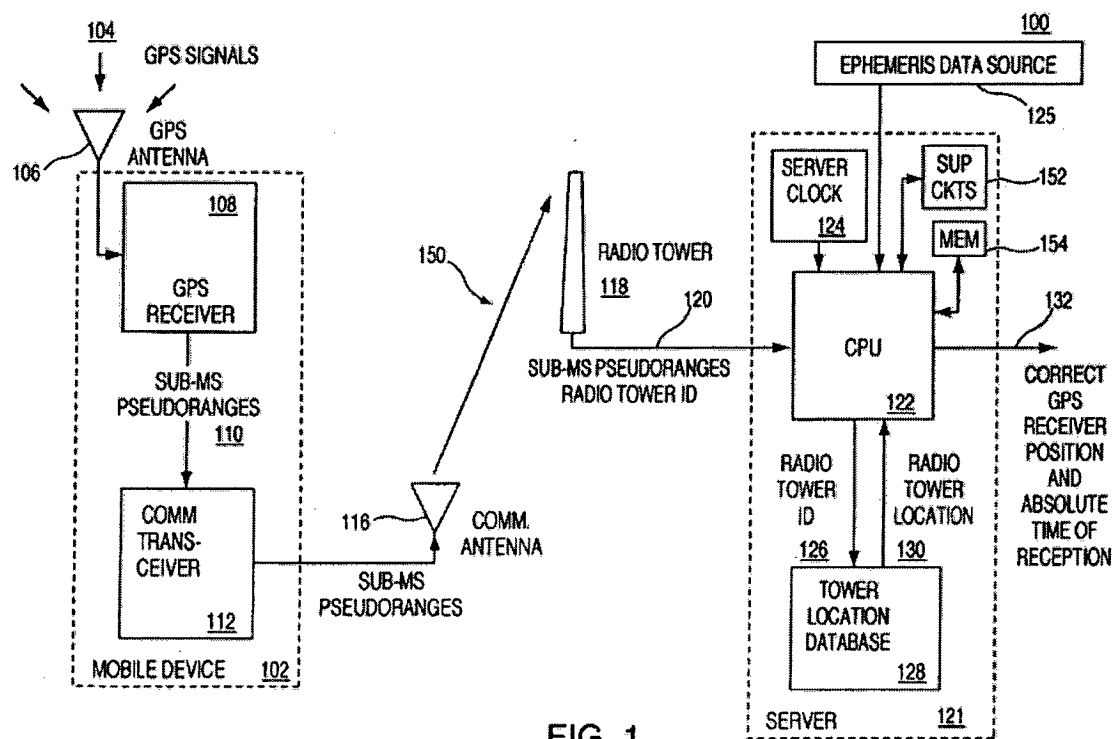 104
GPS SIGNALS
GPS
ANTENNA
106
108
GPS
RECEIVER
SUB-MS
PSEUDORANGES
110
COMM
TRANS-
CEIVER
112
MOBILE DEVICE 102
SUB-MS
PSEUDORANGES
116
COMM.
ANTENNA
150
RADIO TOWER
118
120
SUB-MS PSEUDORANGES
RADIO TOWER ID
100
EPHEMERIS DATA SOURCE
125
SERVER
CLOCK
124
SUP
CKTS
152
MEM
154
CPU
122
132
CORRECT
GPS
RECEIVER
POSITION
AND
ABSOLUTE
TIME OF
RECEPTION
RADIO
TOWER
ID
126
RADIO
TOWER
LOCATION
130
TOWER
LOCATION
DATABASE
128
SERVER 121
FIG. 1